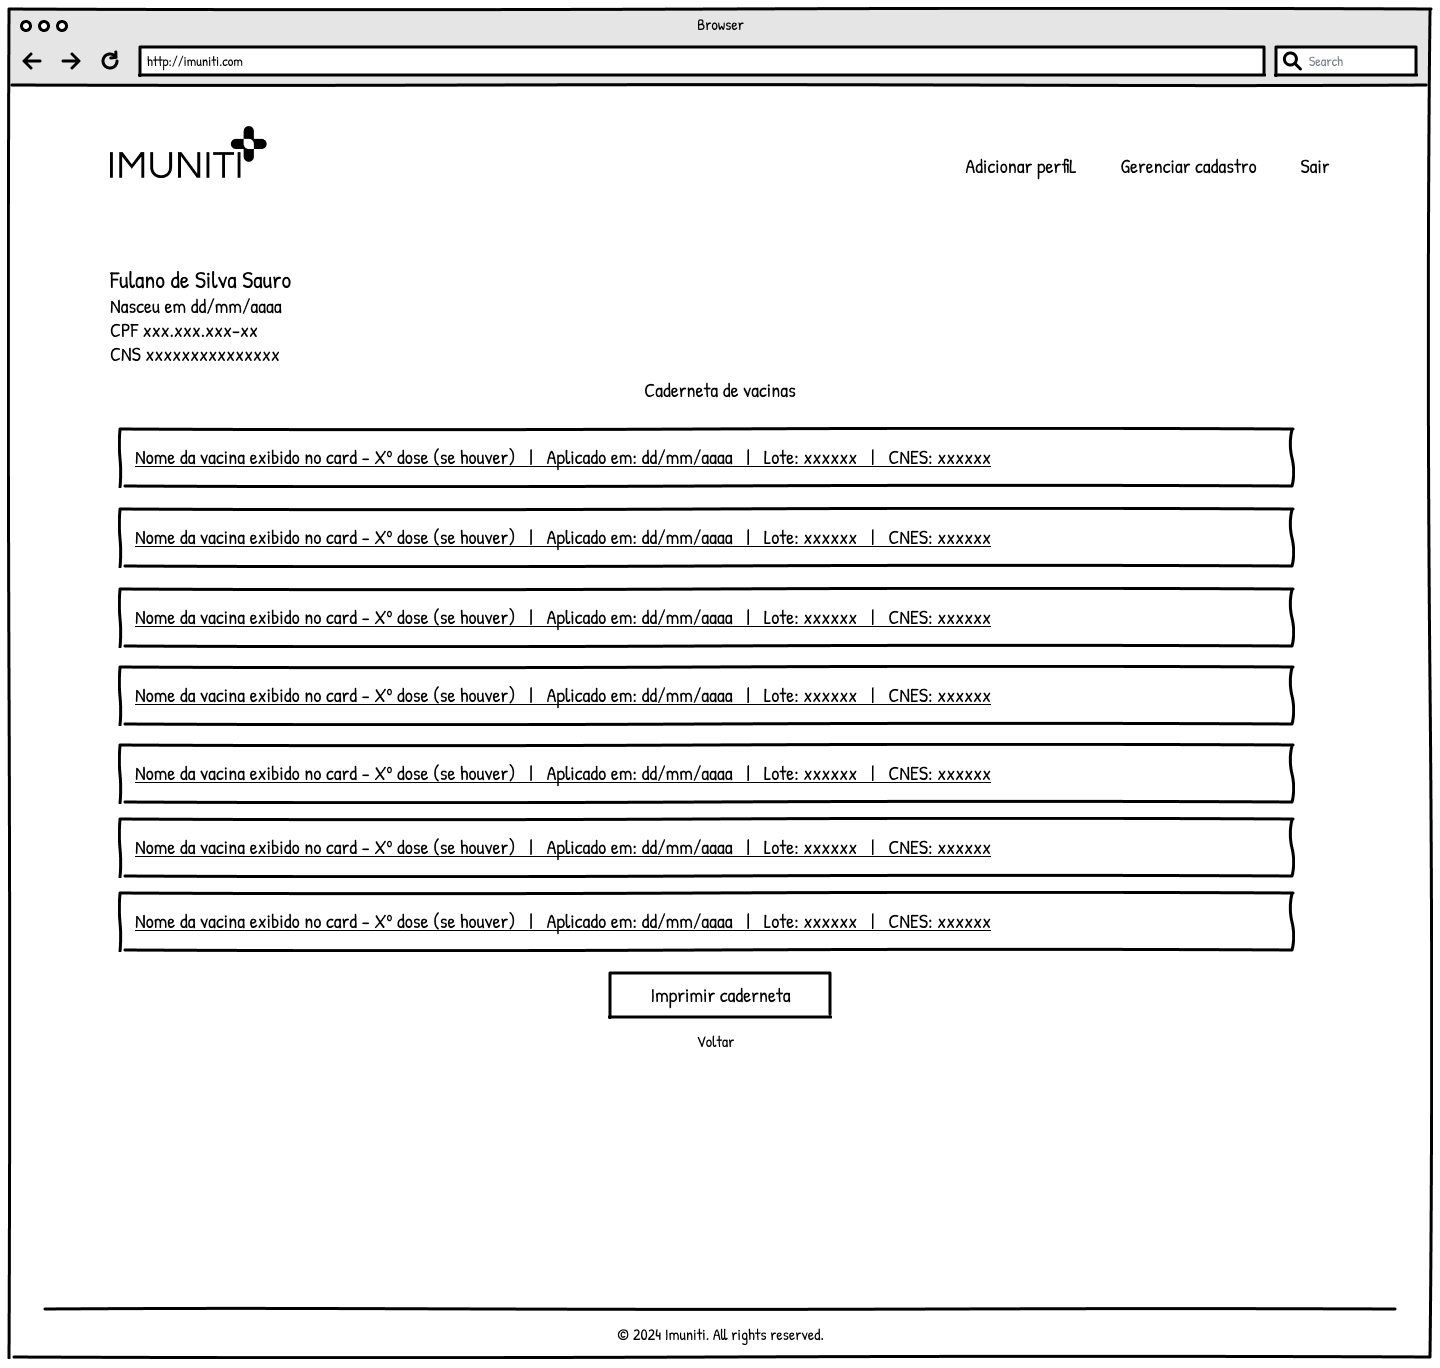 Browser
http://imuniti.com
Search
IMUNITI
Adicionar perfil Gerenciar cadastro Sair
Fulano de Silva Sauro
Nasceu em dd/mm/aaaa
CPF xxx.xxx.xxx-xx
CNS xxxxxxxxxxxxxxx
Caderneta de vacinas
Nome da vacina exibido no card - Xº dose (se houver) | Aplicado em: dd/mm/aaaa | Lote: xxxxxx | CNES: xxxxxx
Nome da vacina exibido no card - Xº dose (se houver) | Aplicado em: dd/mm/aaaa | Lote: xxxxxx | CNES: xxxxxx
Nome da vacina exibido no card - Xº dose (se houver) | Aplicado em: dd/mm/aaaa | Lote: xxxxxx | CNES: xxxxxx
Nome da vacina exibido no card - Xº dose (se houver) | Aplicado em: dd/mm/aaaa | Lote: xxxxxx | CNES: xxxxxx
Nome da vacina exibido no card - Xº dose (se houver) | Aplicado em: dd/mm/aaaa | Lote: xxxxxx | CNES: xxxxxx
Nome da vacina exibido no card - Xº dose (se houver) | Aplicado em: dd/mm/aaaa | Lote: xxxxxx | CNES: xxxxxx
Nome da vacina exibido no card - Xº dose (se houver) | Aplicado em: dd/mm/aaaa | Lote: xxxxxx | CNES: xxxxxx
Imprimir caderneta
Voltar
© 2024 Imuniti. All rights reserved.